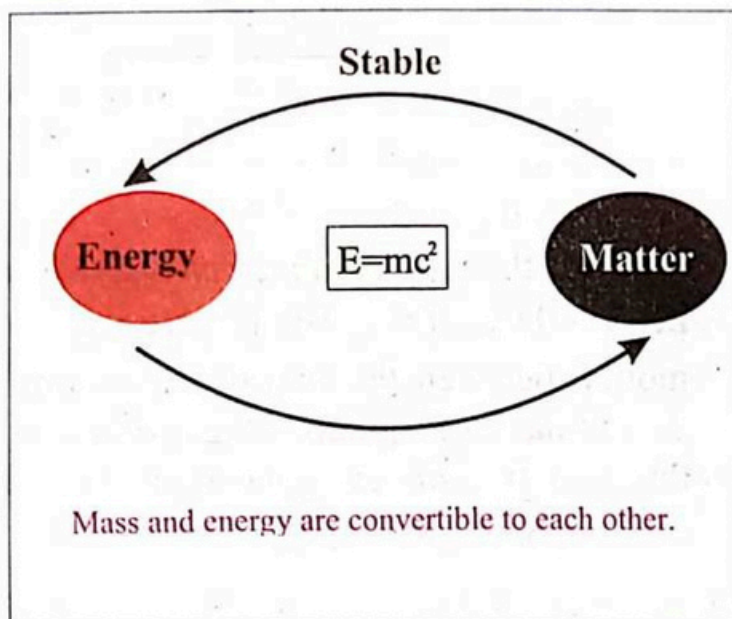 Stable
Energy
E=mc²
Matter
Mass and energy are convertible to each other.